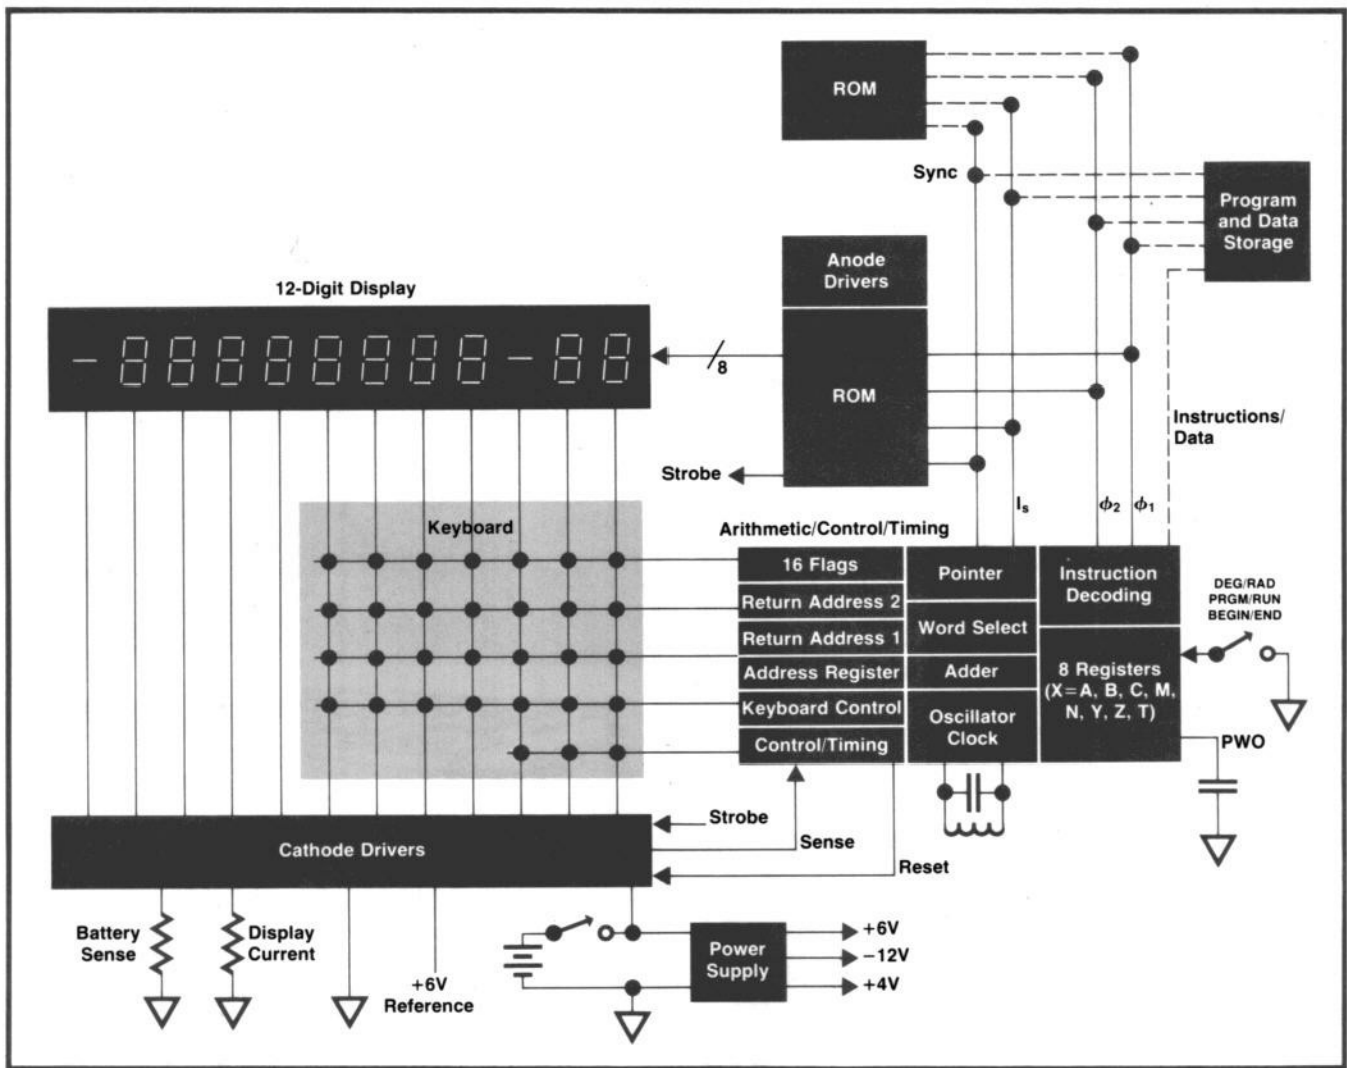 ROM
Sync
Program
and Data
Storage
Anode
Drivers
12-Digit Display
8
ROM
Instructions/
Data
Strobe
Keyboard
Is
ϕ2
ϕ1
Arithmetic/Control/Timing
16 Flags
Return Address 2
Return Address 1
Address Register
Keyboard Control
Control/Timing
Pointer
Word Select
Adder
Oscillator
Clock
Instruction
Decoding
8 Registers
(X=A, B, C, M,
N, Y, Z, T)
DEG/RAD
PRGM/RUN
BEGIN/END
PWO
Cathode Drivers
Strobe
Sense
Reset
Battery
Sense
Display
Current
+6V
Reference
Power
Supply
+6V
−12V
+4V